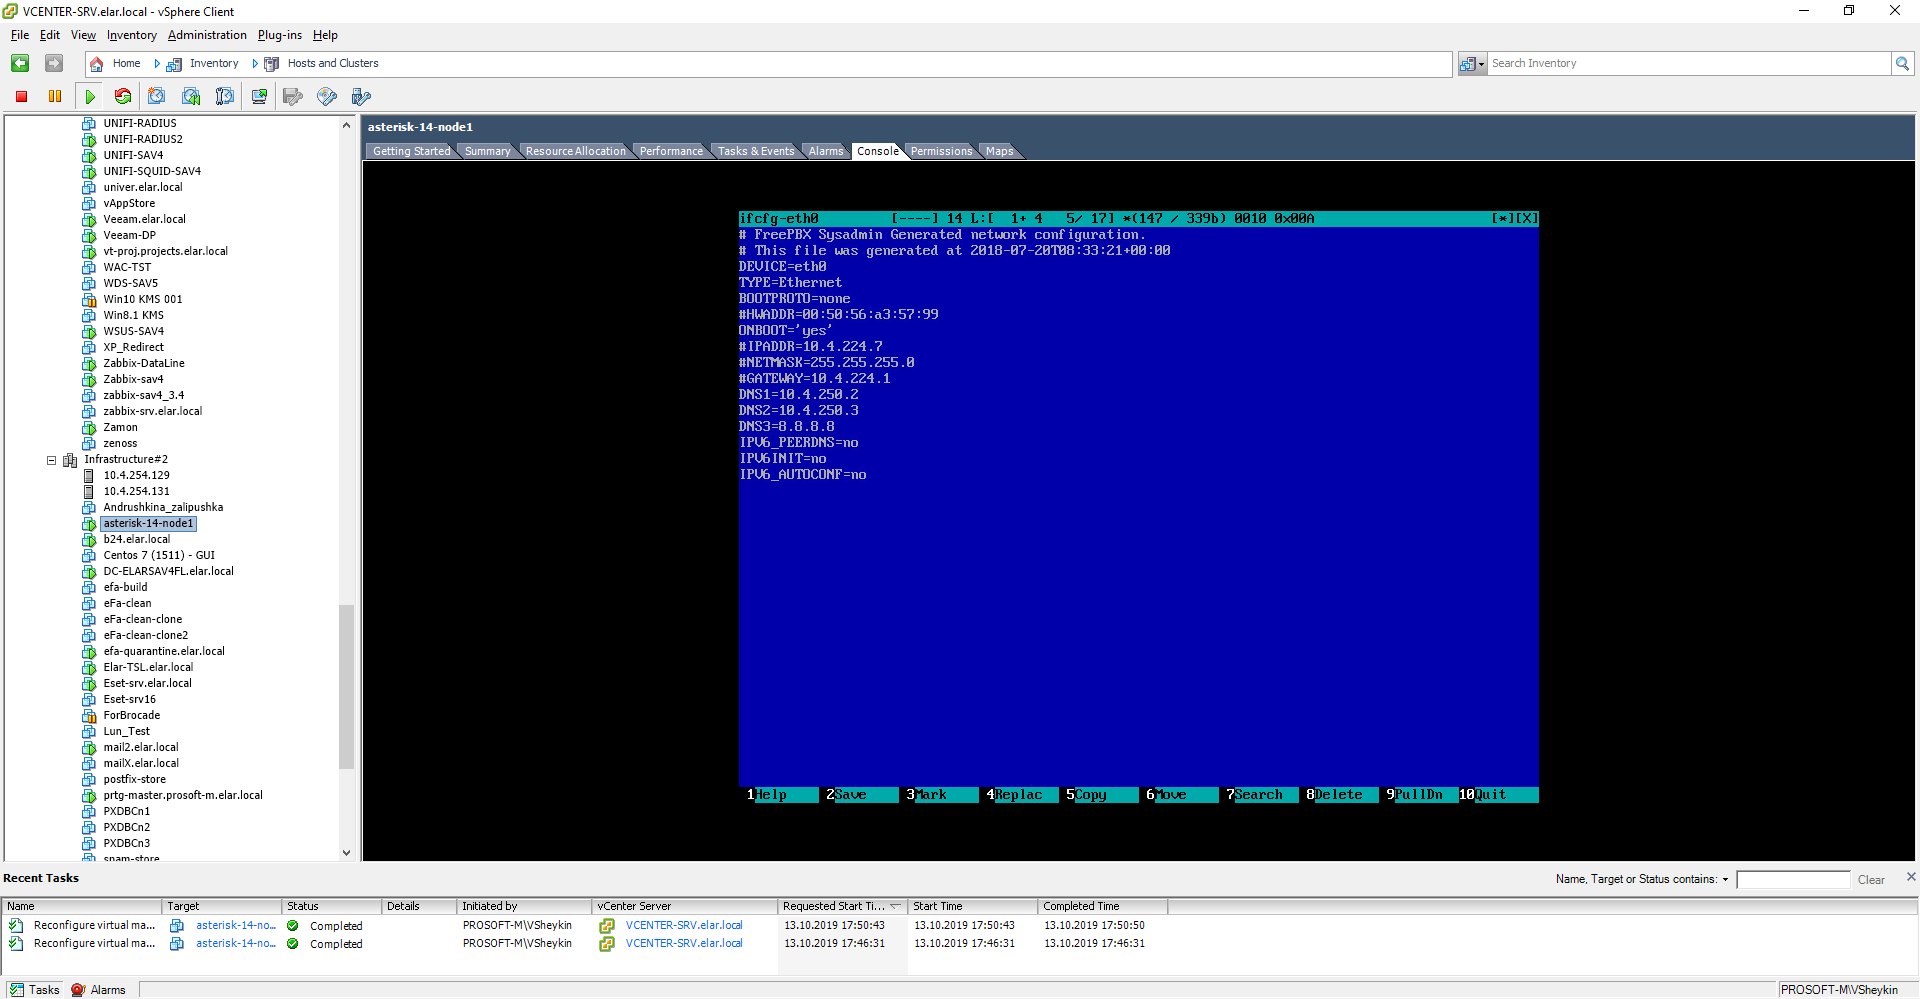 VCENTER-SRV.elar.local - vSphere Client
File Edit View Inventory Administration Plug-ins Help
Home Inventory Hosts and Clusters
Search Inventory
UNIFI-RADIUS
UNIFI-RADIUS2
UNIFI-SAV4
UNIFI-SQUID-SAV4
univer.elar.local
vAppStore
Veeam.elar.local
Veeam-DP
vt-proj.projects.elar.local
WAC-TST
WDS-SAV5
Win10 KMS 001
Win8.1 KMS
WSUS-SAV4
XP_Redirect
Zabbix-DataLine
Zabbix-sav4
zabbix-sav4_3.4
zabbix-srv.elar.local
Zamon
zenoss
Infrastructure#2
10.4.254.129
10.4.254.131
Andrushkina_zalipushka
asterisk-14-node1
b24.elar.local
Centos 7 (1511) - GUI
DC-ELARSAV4FL.elar.local
efa-build
eFa-clean
eFa-clean-clone
eFa-clean-clone2
efa-quarantine.elar.local
Elar-TSL.elar.local
Eset-srv.elar.local
Eset-srv16
ForBrocade
Lun_Test
mail2.elar.local
mailX.elar.local
postfix-store
prtg-master.prosoft-m.elar.local
PXDBCn1
PXDBCn2
PXDBCn3
spam-store
asterisk-14-node1
Getting Started Summary Resource Allocation Performance Tasks & Events Alarms Console Permissions Maps
ifcfg-eth0 [----] 14 L:[ 1+ 4 5/ 17] *(147 / 339b) 0010 0x00A [*][X]
# FreePBX Sysadmin Generated network configuration.
# This file was generated at 2018-07-20T08:33:21+00:00
DEVICE=eth0
TYPE=Ethernet
BOOTPROTO=none
#HWADDR=00:50:56:a3:57:99
ONBOOT='yes'
#IPADDR=10.4.224.7
#NETMASK=255.255.255.0
#GATEWAY=10.4.224.1
DNS1=10.4.250.2
DNS2=10.4.250.3
DNS3=8.8.8.8
IPV6_PEERDNS=no
IPV6INIT=no
IPV6_AUTOCONF=no
1Help 2Save 3Mark 4Replac 5Copy 6Move 7Search 8Delete 9PullDn 10Quit
Recent Tasks
Name, Target or Status contains: Clear
Name Target Status Details Initiated by vCenter Server Requested Start Ti... Start Time Completed Time
Reconfigure virtual ma... asterisk-14-no... Completed PROSOFT-M\VSheykin VCENTER-SRV.elar.local 13.10.2019 17:50:43 13.10.2019 17:50:43 13.10.2019 17:50:50
Reconfigure virtual ma... asterisk-14-no... Completed PROSOFT-M\VSheykin VCENTER-SRV.elar.local 13.10.2019 17:46:31 13.10.2019 17:46:31 13.10.2019 17:46:31
Tasks Alarms PROSOFT-M\VSheykin